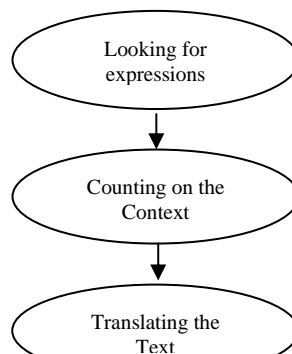 Looking for
expressions
Counting on the
Context
Translating the
Text